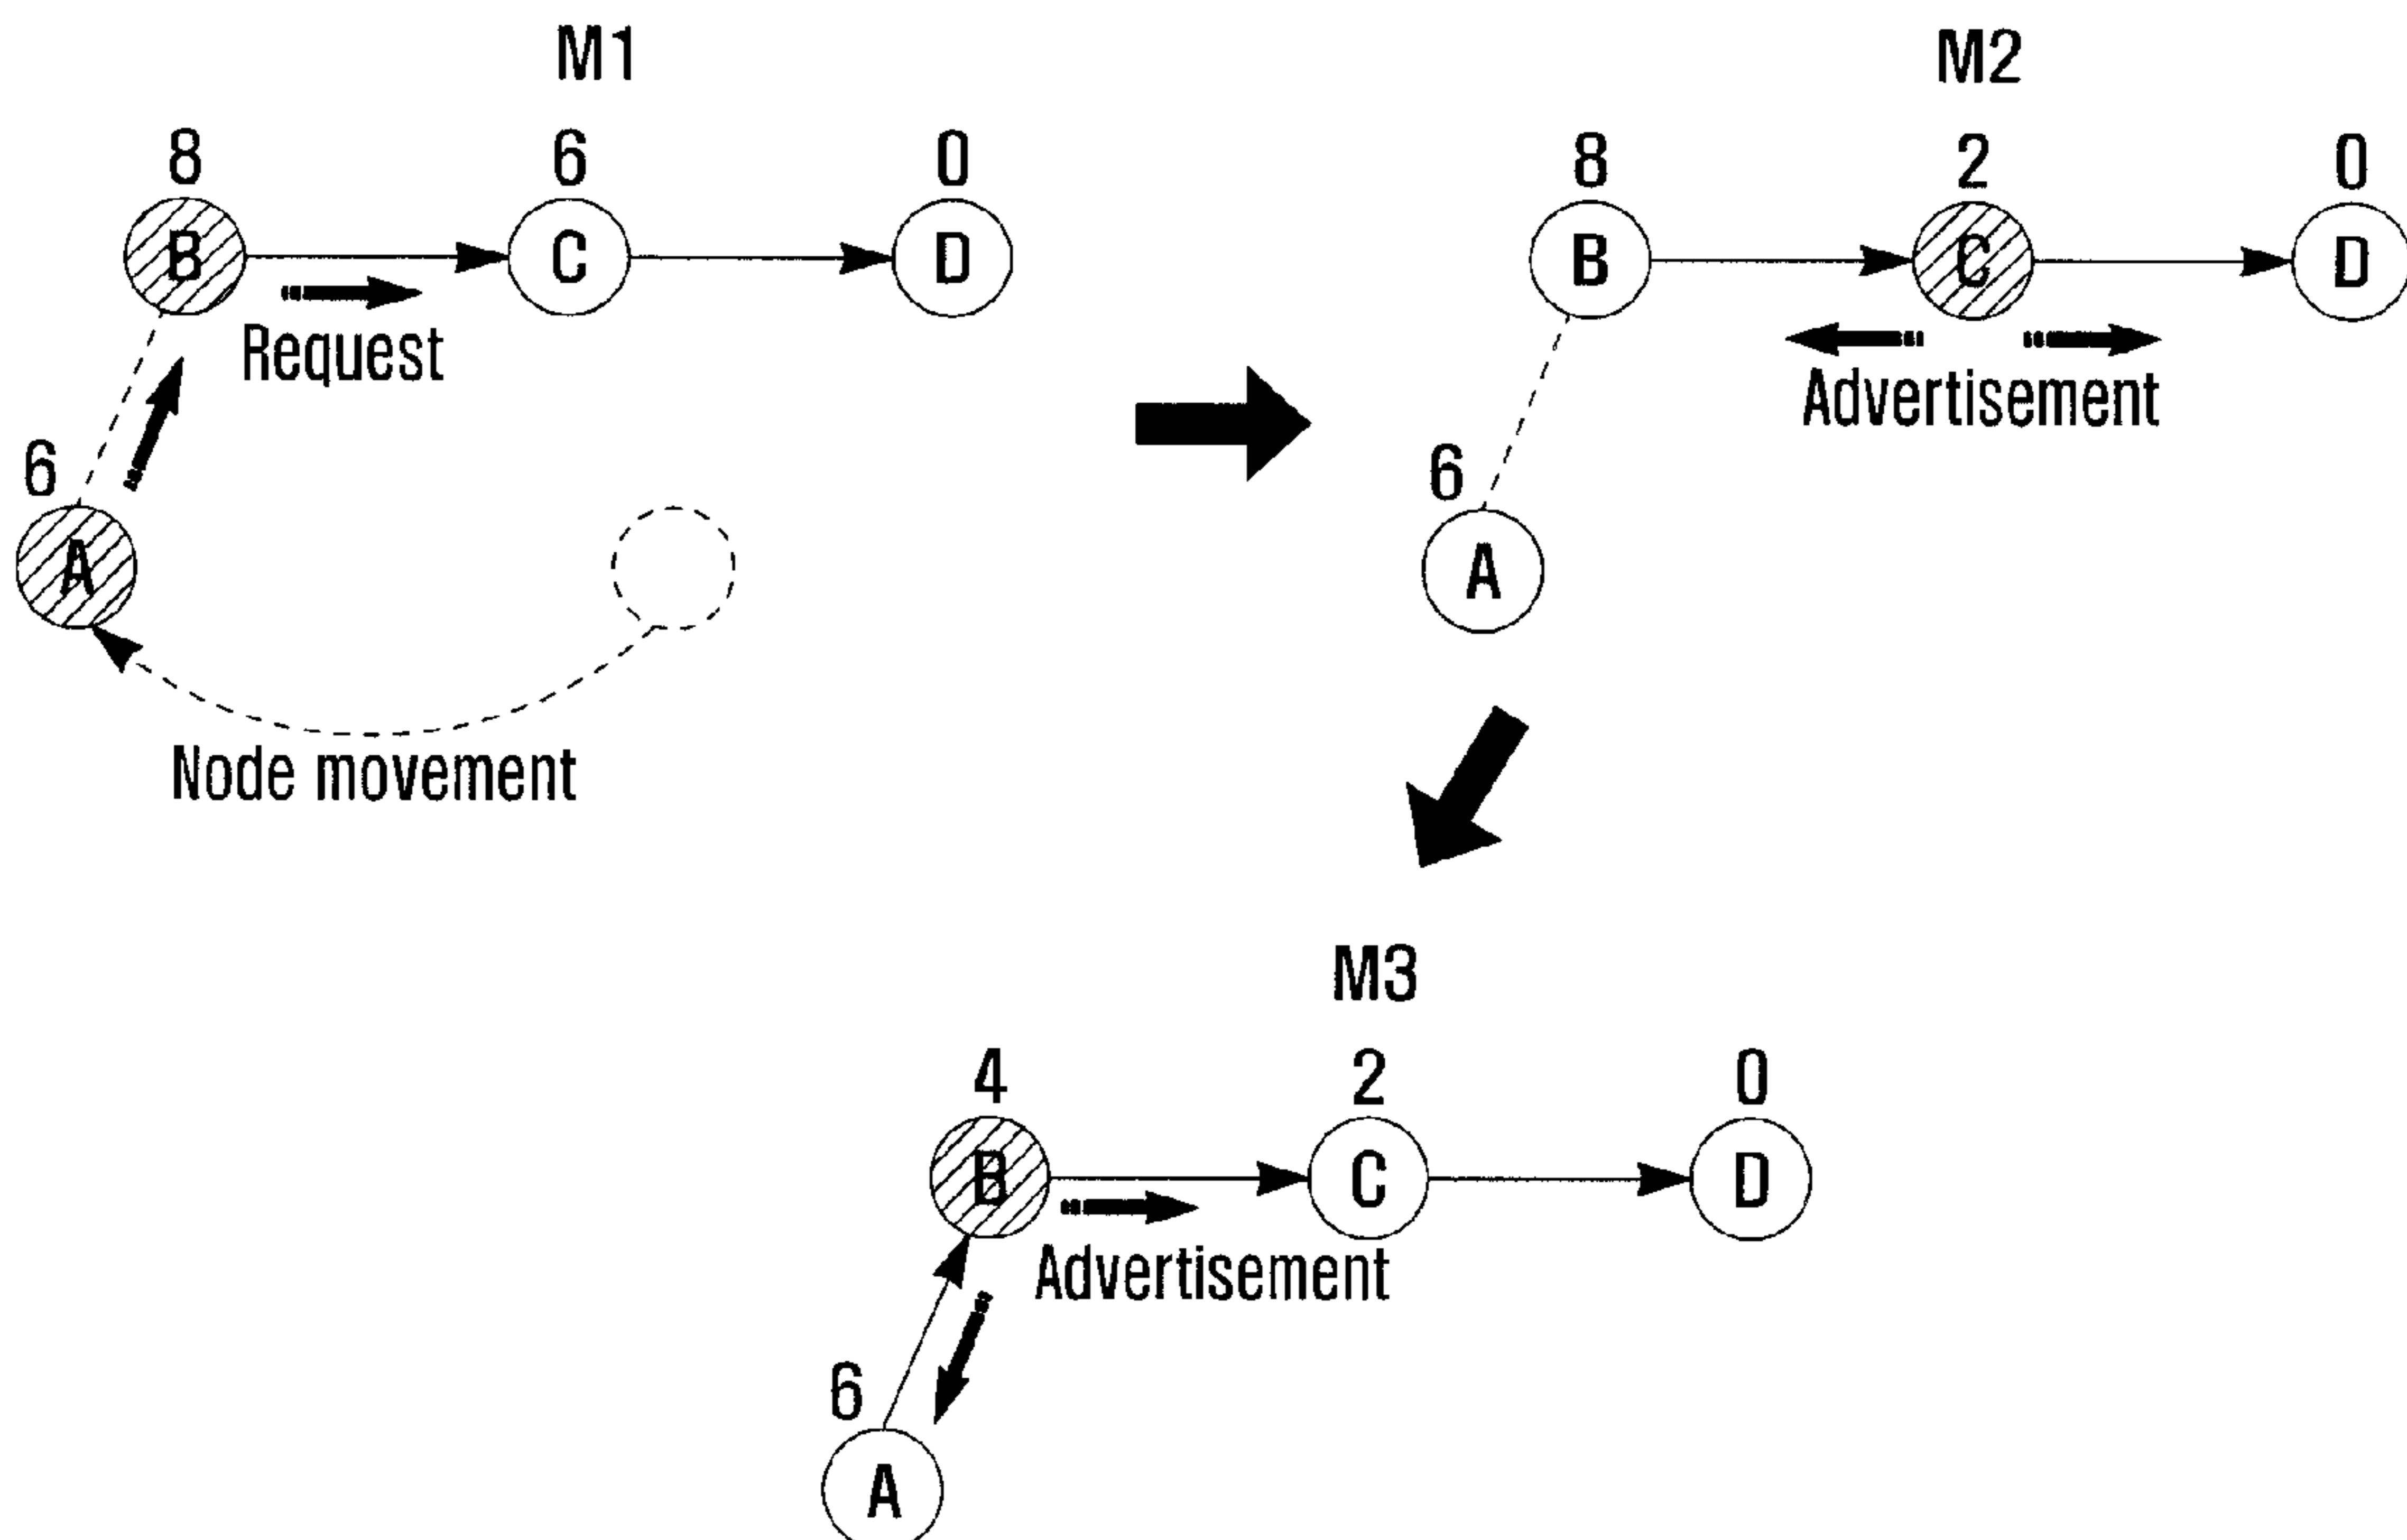 M1
8 6 0
B C D
Request
6
A
Node movement
M2
8 2 0
B C D
Advertisement
6
A
M3
4 2 0
B C D
Advertisement
6
A